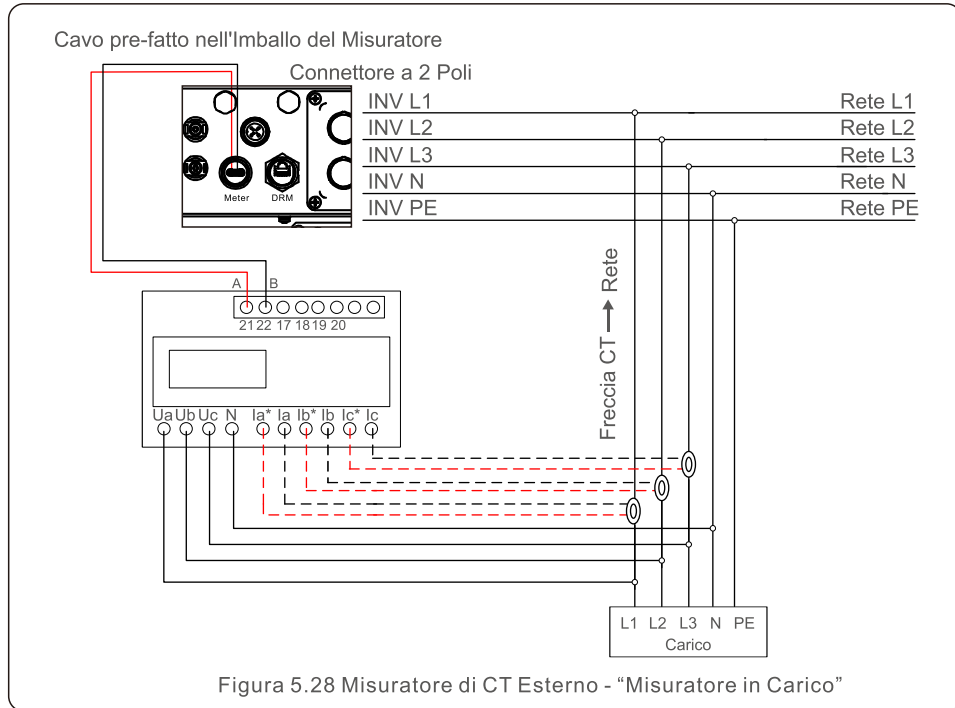 Cavo pre-fatto nell'Imballo del Misuratore
Connettore a 2 Poli
INV L1
Rete L1
INV L2
Rete L2
INV L3
Rete L3
INV N
Rete N
INV PE
Rete PE
Meter
DRM
A
B
21 22 17 18 19 20
Ua Ub Uc N Ia* Ia Ib* Ib Ic* Ic
Freccia CT → Rete
L1 L2 L3 N PE
Carico
Figura 5.28 Misuratore di CT Esterno - “Misuratore in Carico”